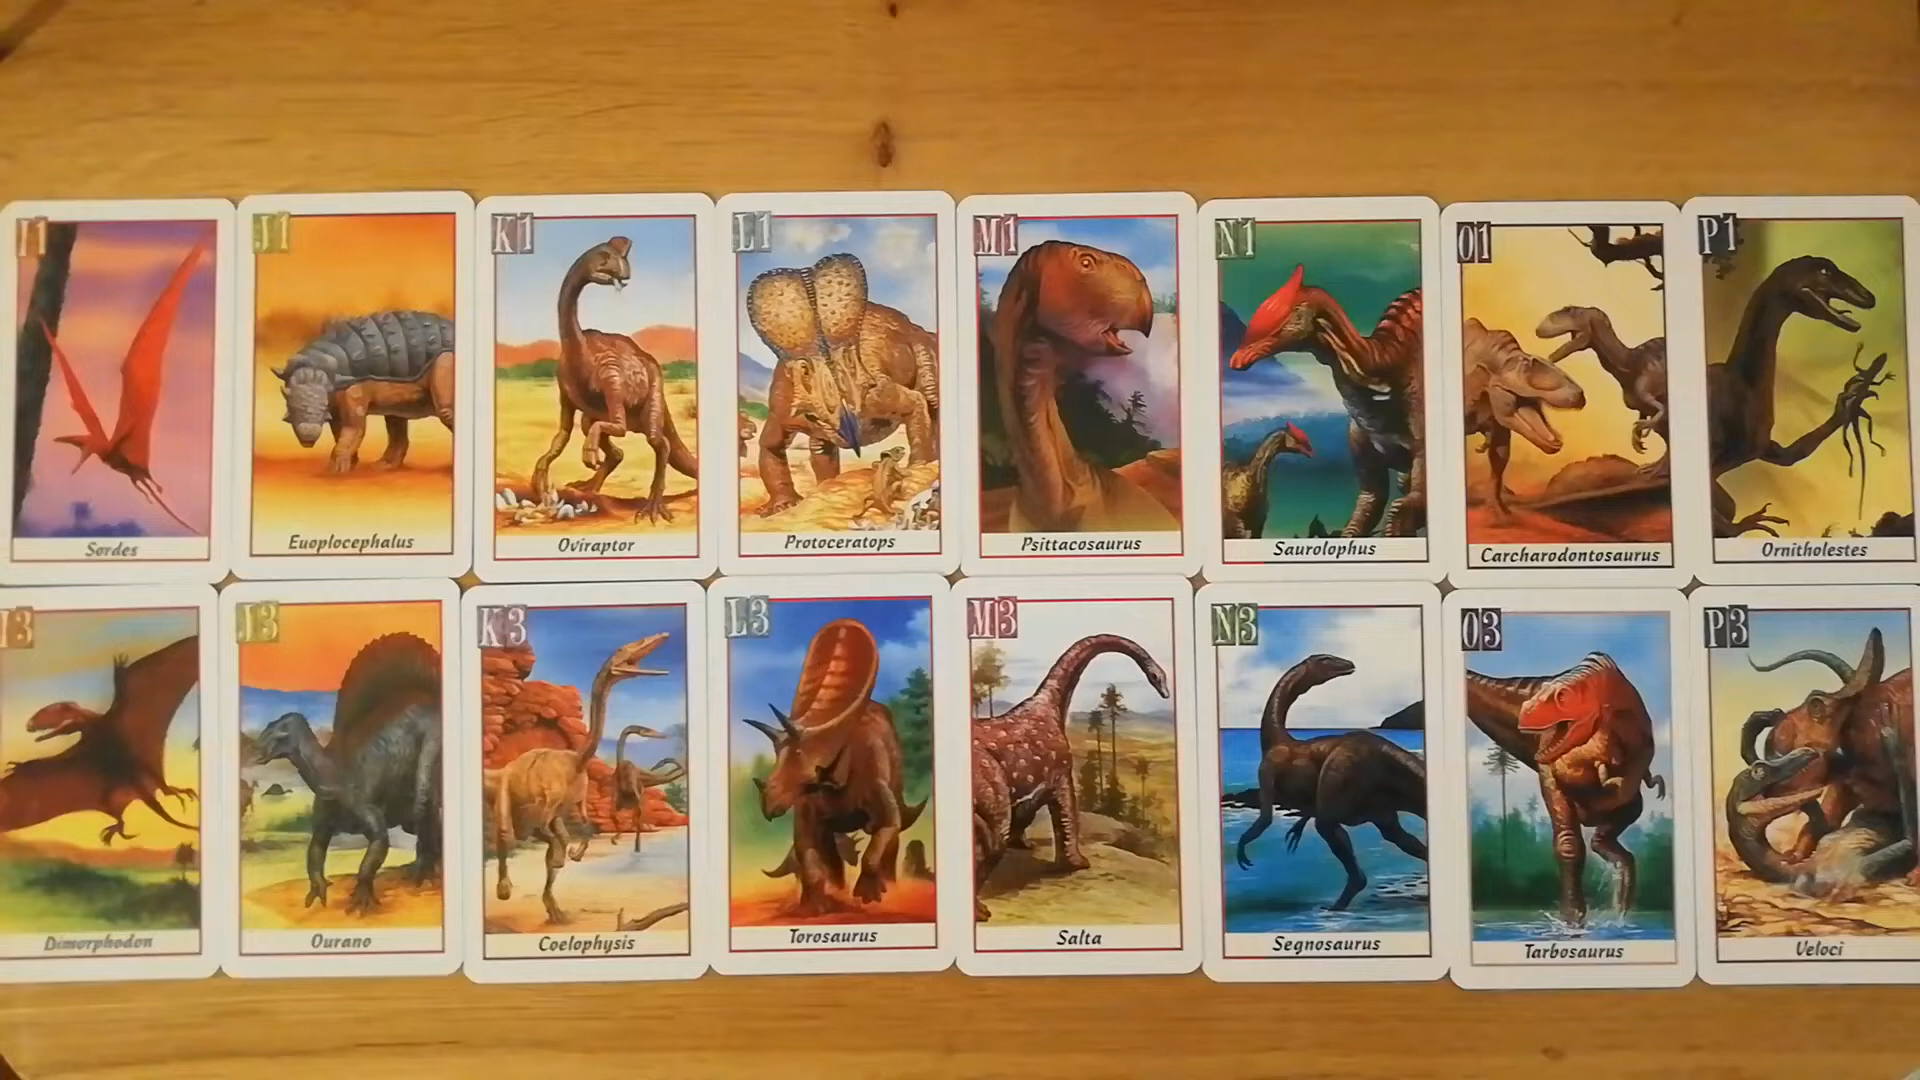 I1
Sordes
J1
Euoplocephalus
K1
Oviraptor
L1
Protoceratops
M1
Psittacosaurus
N1
Saurolophus
O1
Carcharodontosaurus
P1
Ornitholestes
I3
Dimorphodon
J3
Ourano
K3
Coelophysis
L3
Torosaurus
M3
Salta
N3
Segnosaurus
O3
Tarbosaurus
P3
Veloci